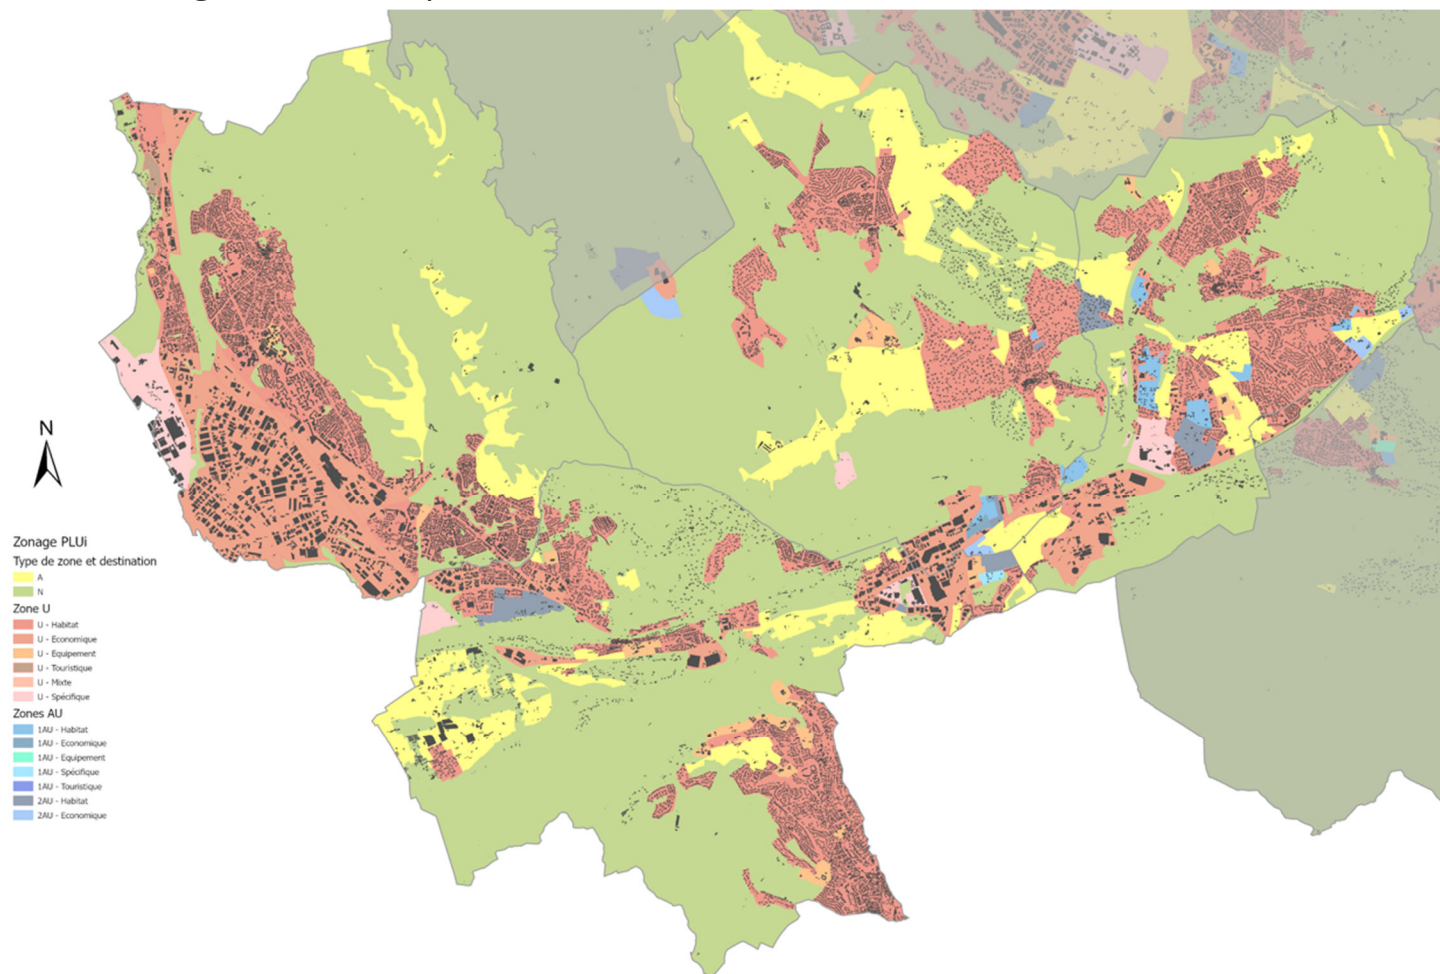 N
Zonage PLUi
Type de zone et destination
A
N
Zone U
U - Habitat
U - Economique
U - Equipement
U - Touristique
U - Mixte
U - Spécifique
Zones AU
1AU - Habitat
1AU - Economique
1AU - Equipement
1AU - Spécifique
1AU - Touristique
2AU - Habitat
2AU - Economique